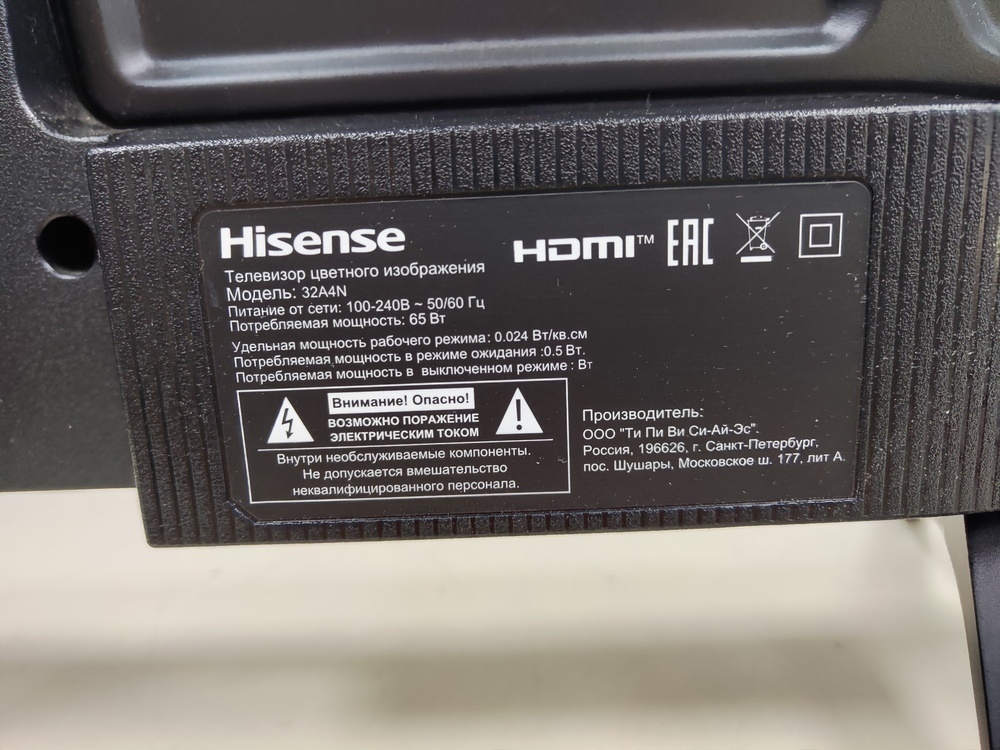 Hisense
HDMI™ EAC
Телевизор цветного изображения
Модель: 32A4N
Питание от сети: 100-240В ~ 50/60 Гц
Потребляемая мощность: 65 Вт
Удельная мощность рабочего режима: 0.024 Вт/кв.см
Потребляемая мощность в режиме ожидания :0.5 Вт.
Потребляемая мощность в выключенном режиме : Вт
Внимание! Опасно!
ВОЗМОЖНО ПОРАЖЕНИЕ
ЭЛЕКТРИЧЕСКИМ ТОКОМ
Внутри необслуживаемые компоненты.
Не допускается вмешательство
неквалифицированного персонала.
Производитель:
ООО "Ти Пи Ви Си-Ай-Эс".
Россия, 196626, г. Санкт-Петербург,
пос. Шушары, Московское ш. 177, лит А.